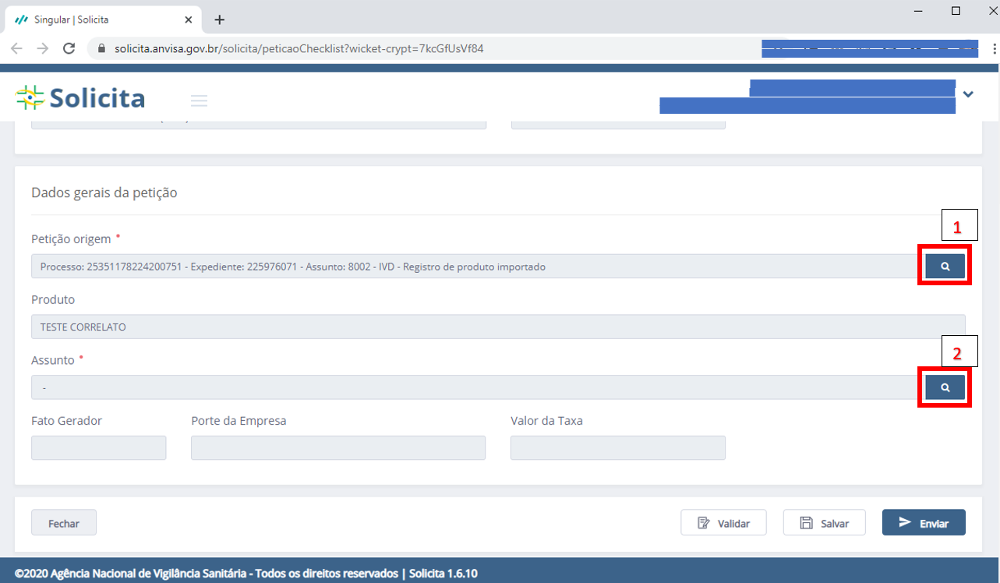 Singular | Solicita
solicita.anvisa.gov.br/solicita/peticaoChecklist?wicket-crypt=7kcGfUsVf84
Solicita
Dados gerais da petição
1
Petição origem *
Processo: 25351178224200751 - Expediente: 225976071 - Assunto: 8002 - IVD - Registro de produto importado
Produto
TESTE CORRELATO
2
Assunto *
-
Fato Gerador Porte da Empresa Valor da Taxa
Fechar Validar Salvar Enviar
©2020 Agência Nacional de Vigilância Sanitária - Todos os direitos reservados | Solicita 1.6.10